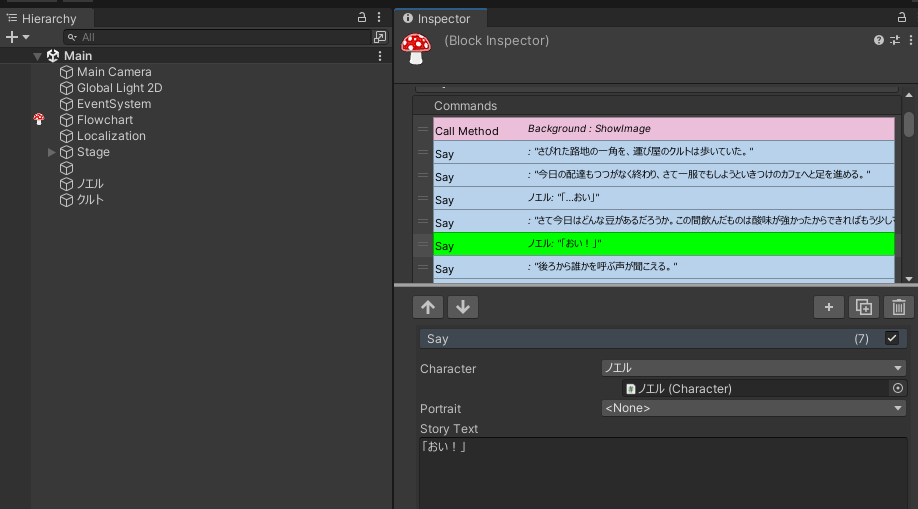 Hierarchy
All
Main
Main Camera
Global Light 2D
EventSystem
Flowchart
Localization
Stage
ノエル
クルト
Inspector
(Block Inspector)
Commands
Call Method Background : ShowImage
Say : "さびれた路地の一角を、運び屋のクルトは歩いていた。"
Say : "今日の配達もつつがなく終わり、さて一服でもしようといきつけのカフェへと足を進める。"
Say ノエル: "「…おい」"
Say : "さて今日はどんな豆があるだろうか。この間飲んだものは酸味が強かったからできればもう少し
Say ノエル: "「おい！」"
Say : "後ろから誰かを呼ぶ声が聞こえる。"
Say (7)
Character ノエル
ノエル (Character)
Portrait <None>
Story Text
「おい！」